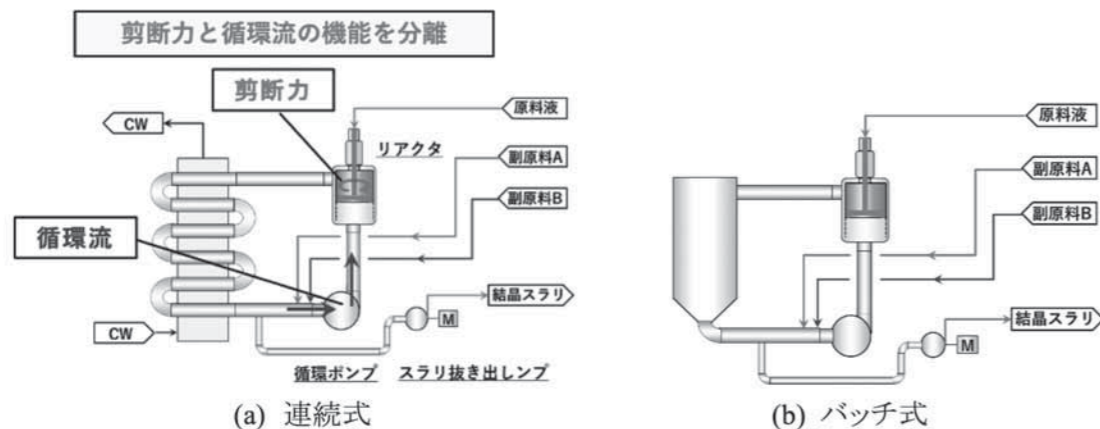 剪断力と循環流の機能を分離
剪断力
CW
原料液
リアクタ
副原料A
副原料B
循環流
結晶スラリ
M
CW
循環ポンプ スラリ抜き出しンプ
(a) 連続式
原料液
副原料A
副原料B
結晶スラリ
M
(b) バッチ式